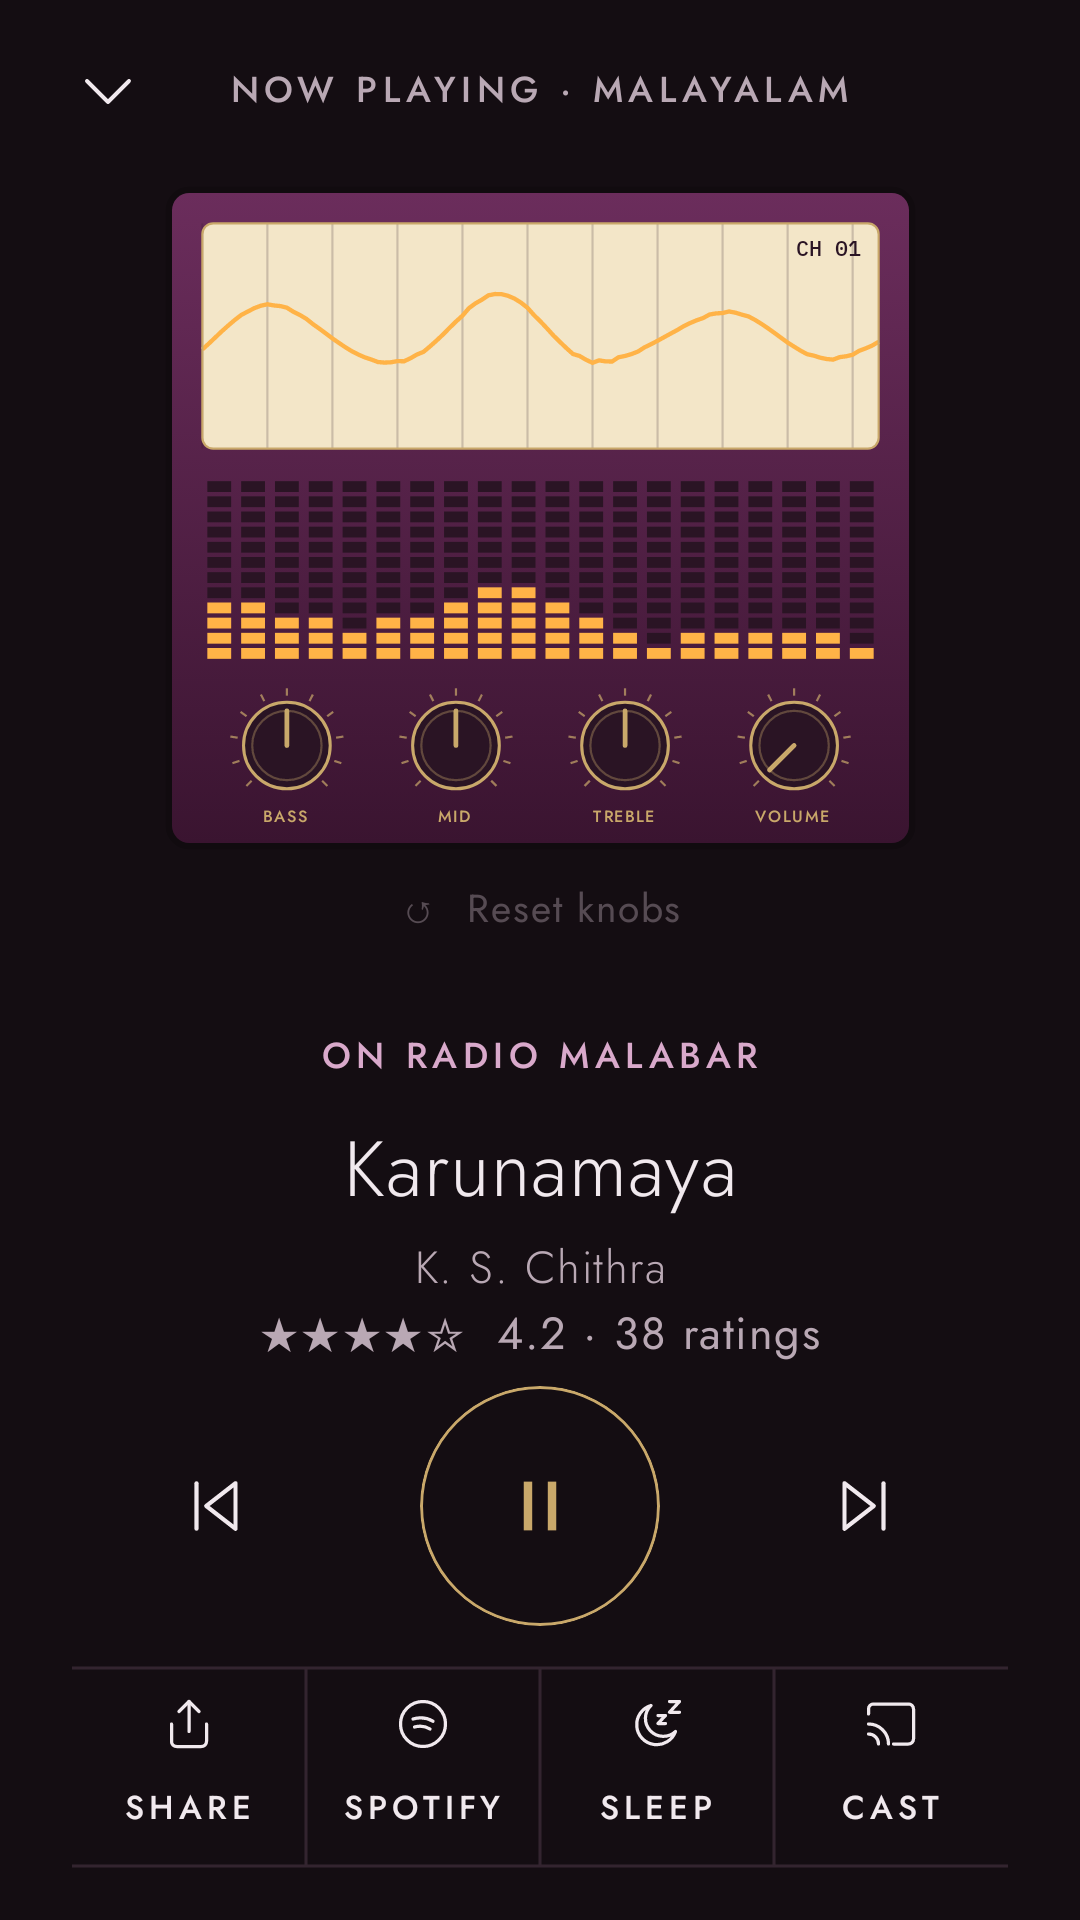 NOW PLAYING · MALAYALAM
CH 01
BASS MID TREBLE VOLUME
Reset knobs
ON RADIO MALABAR
Karunamaya
K. S. Chithra
★★★★☆ 4.2 · 38 ratings
SHARE SPOTIFY SLEEP CAST